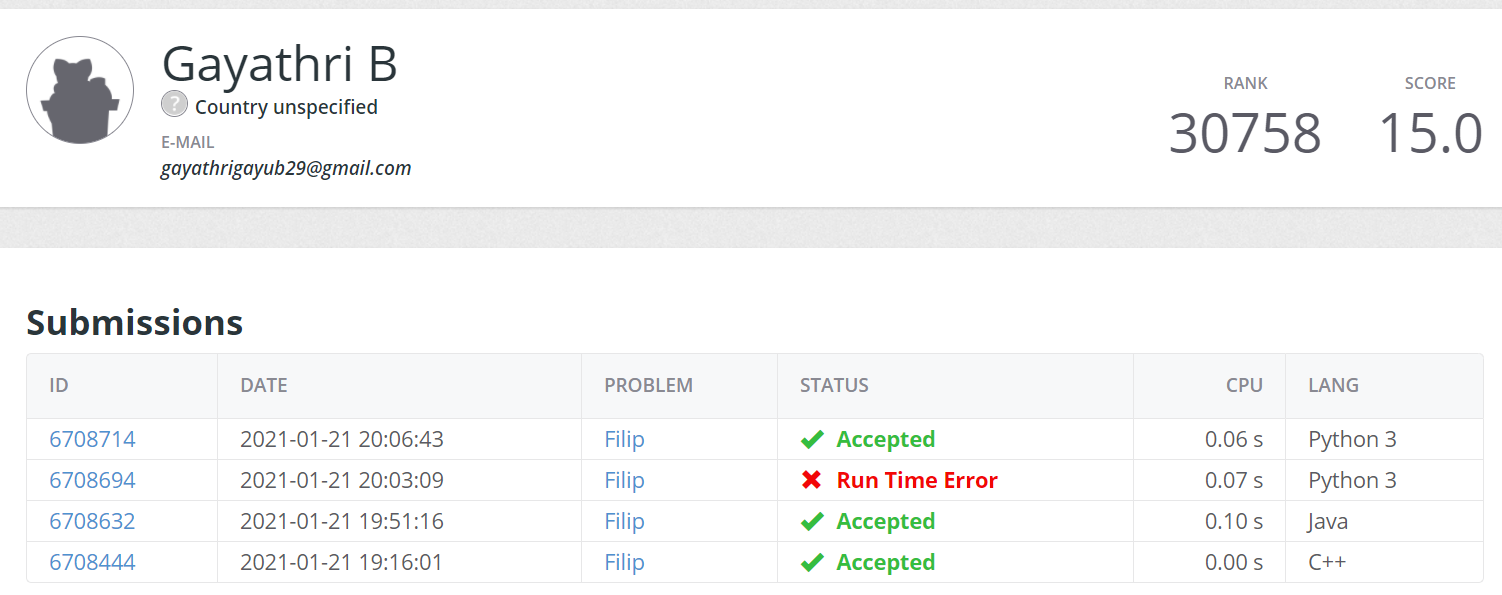 Gayathri B
? Country unspecified
E-MAIL
gayathrigayub29@gmail.com
RANK
30758
SCORE
15.0
Submissions
ID DATE PROBLEM STATUS CPU LANG
6708714 2021-01-21 20:06:43 Filip Accepted 0.06 s Python 3
6708694 2021-01-21 20:03:09 Filip Run Time Error 0.07 s Python 3
6708632 2021-01-21 19:51:16 Filip Accepted 0.10 s Java
6708444 2021-01-21 19:16:01 Filip Accepted 0.00 s C++